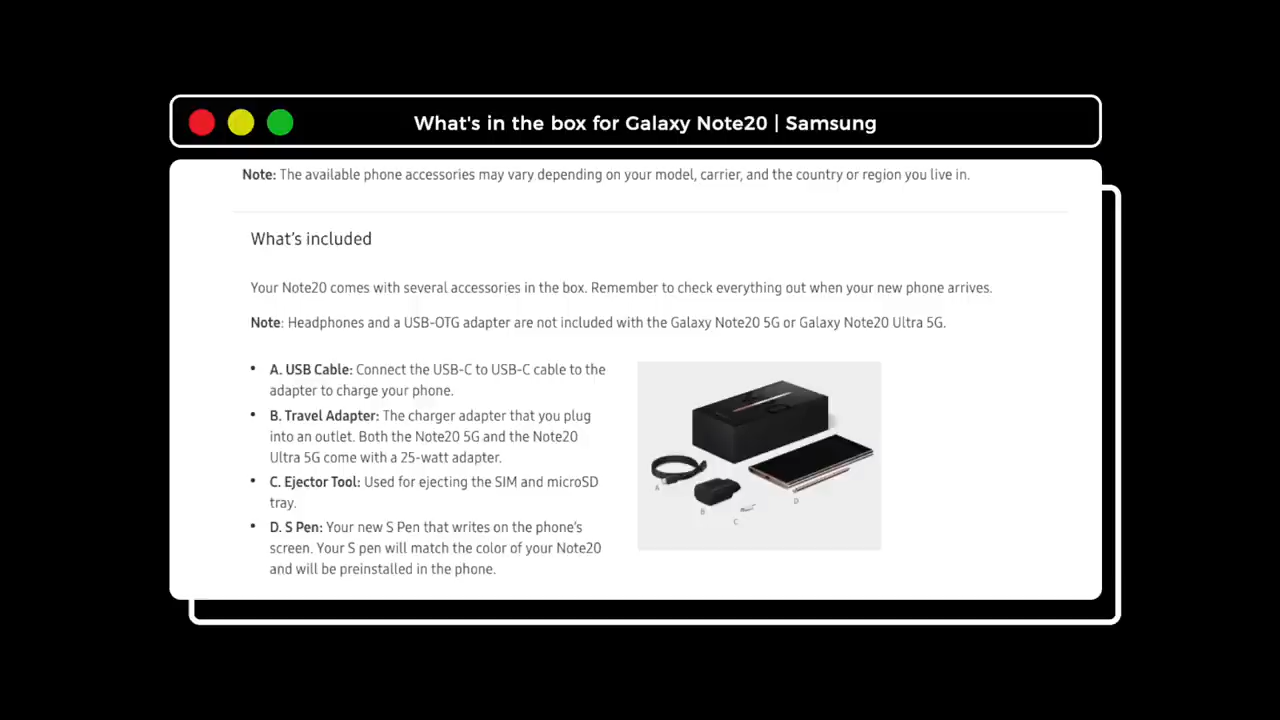 What's in the box for Galaxy Note20 | Samsung
Note: The available phone accessories may vary depending on your model, carrier, and the country or region you live in.
What's included
Your Note20 comes with several accessories in the box. Remember to check everything out when your new phone arrives.
Note: Headphones and a USB-OTG adapter are not included with the Galaxy Note20 5G or Galaxy Note20 Ultra 5G.
• A. USB Cable: Connect the USB-C to USB-C cable to the
adapter to charge your phone.
• B. Travel Adapter: The charger adapter that you plug
into an outlet. Both the Note20 5G and the Note20
Ultra 5G come with a 25-watt adapter.
• C. Ejector Tool: Used for ejecting the SIM and microSD
tray.
• D. S Pen: Your new S Pen that writes on the phone's
screen. Your S pen will match the color of your Note20
and will be preinstalled in the phone.
A
B
C
D